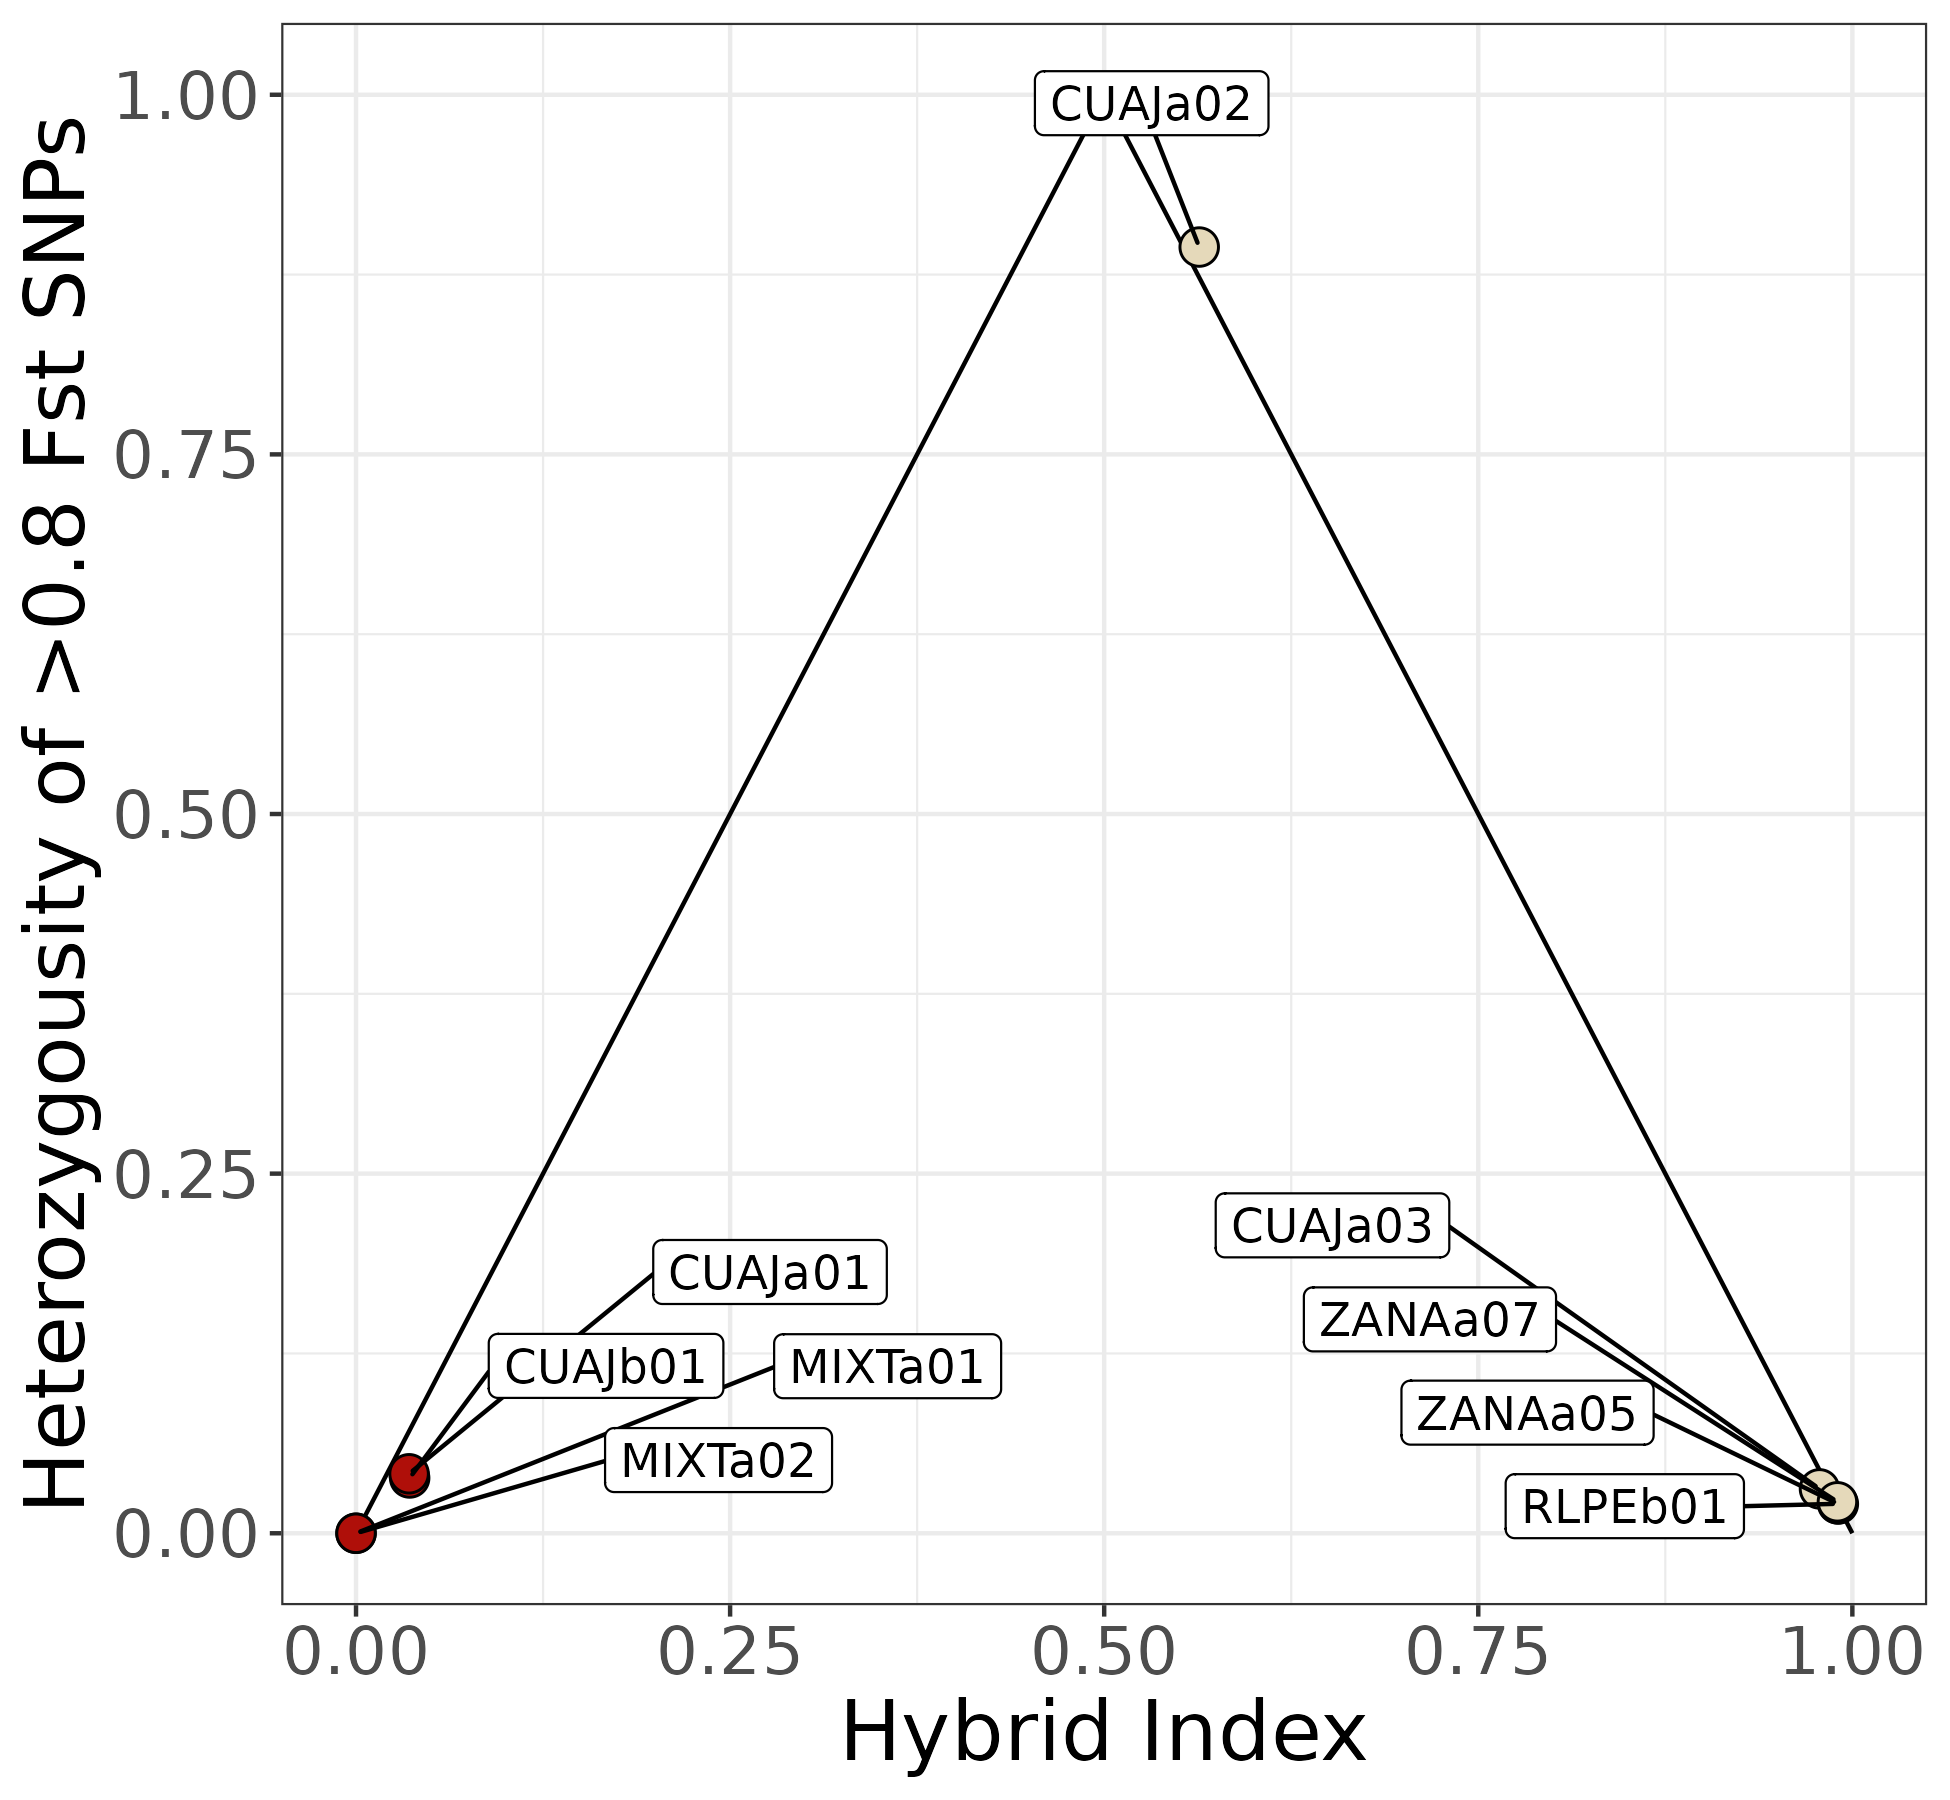 Heterozygousity of >0.8 Fst SNPs
1.00
0.75
0.50
0.25
0.00
CUAJa02
CUAJa03
CUAJa01
ZANAa07
CUAJb01
MIXTa01
ZANAa05
MIXTa02
RLPEb01
0.00
0.25
0.50
0.75
1.00
Hybrid Index